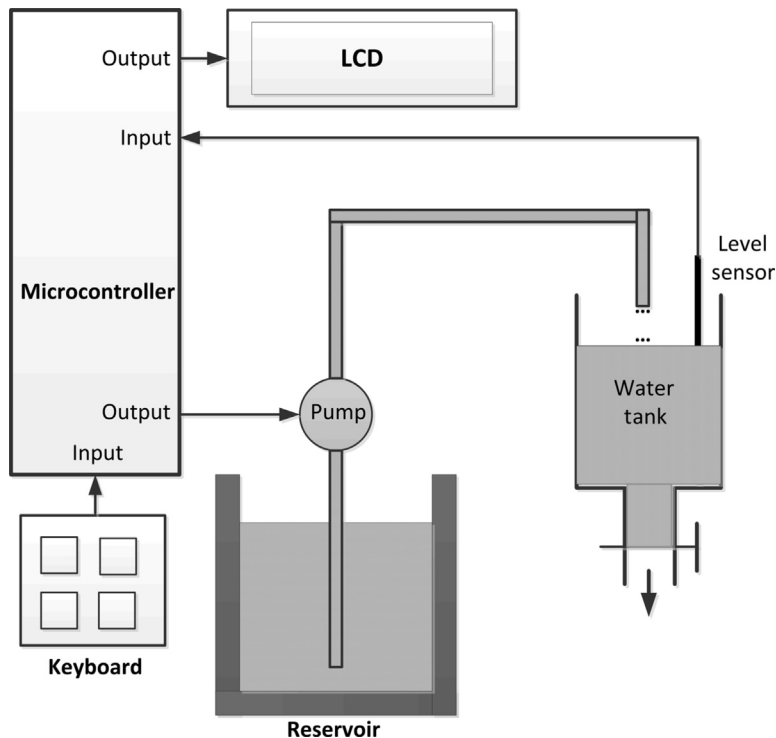 Output
LCD
Input
Level
sensor
Microcontroller
Water
tank
Output
Pump
Input
Keyboard
Reservoir